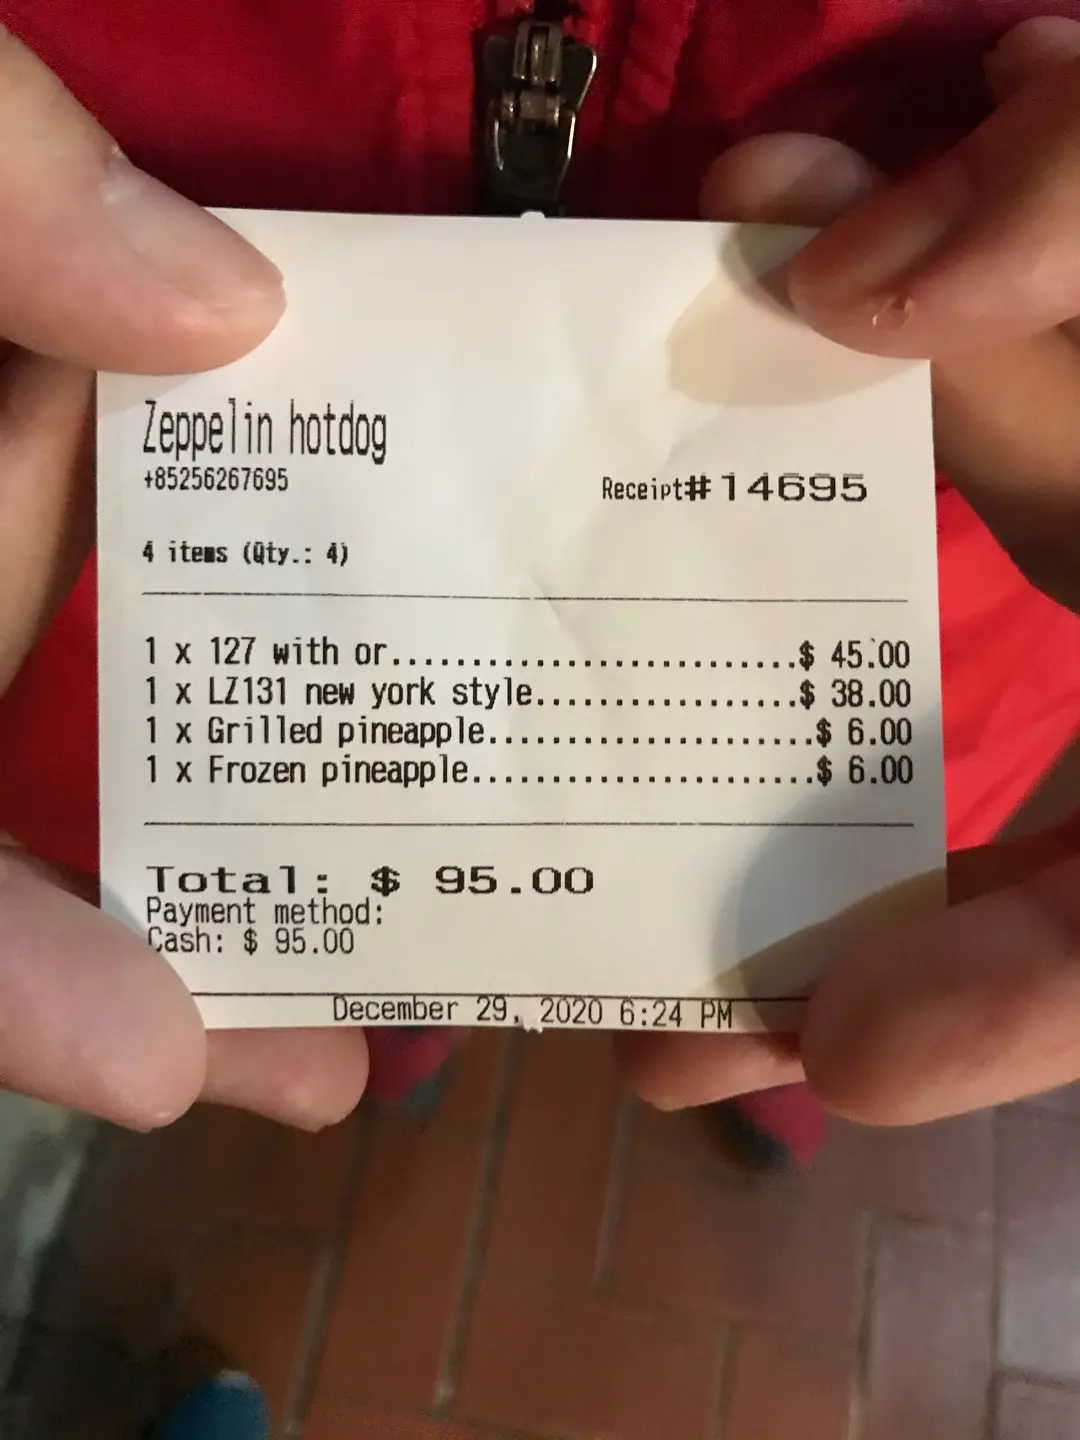 Zeppelin hotdog
+85256267695
Receipt#14695
4 items (Qty.: 4)
1 x 127 with or.........................$ 45.00
1 x LZ131 new york style................$ 38.00
1 x Grilled pineapple....................$ 6.00
1 x Frozen pineapple.....................$ 6.00
Total: $ 95.00
Payment method:
Cash: $ 95.00
December 29, 2020 6:24 PM